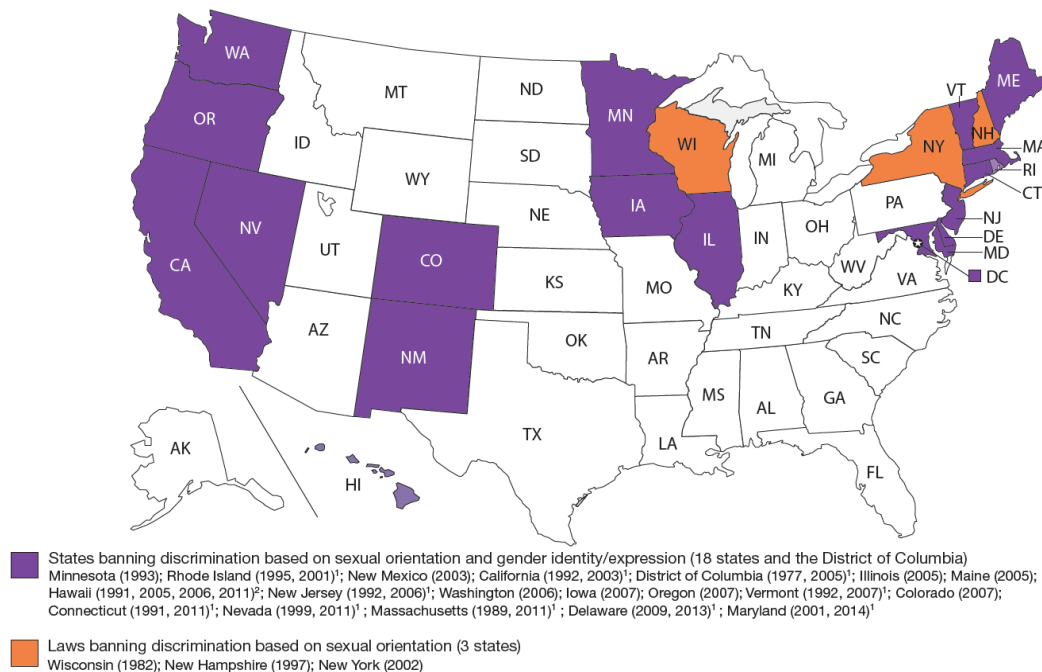 WA
OR
CA
NV
ID
MT
WY
UT
AZ
CO
NM
ND
SD
NE
KS
OK
TX
MN
IA
MO
AR
LA
WI
IL
MI
IN
OH
KY
TN
MS
AL
GA
FL
SC
NC
VA
WV
PA
NY
VT
NH
ME
MA
RI
CT
NJ
DE
MD
DC
AK
HI
States banning discrimination based on sexual orientation and gender identity/expression (18 states and the District of Columbia)
Minnesota (1993); Rhode Island (1995, 2001)¹; New Mexico (2003); California (1992, 2003)¹; District of Columbia (1977, 2005)¹; Illinois (2005); Maine (2005);
Hawaii (1991, 2005, 2006, 2011)²; New Jersey (1992, 2006)¹; Washington (2006); Iowa (2007); Oregon (2007); Vermont (1992, 2007)¹; Colorado (2007);
Connecticut (1991, 2011)¹; Nevada (1999, 2011)¹ ; Massachusetts (1989, 2011)¹ ; Delaware (2009, 2013)¹ ; Maryland (2001, 2014)¹
Laws banning discrimination based on sexual orientation (3 states)
Wisconsin (1982); New Hampshire (1997); New York (2002)